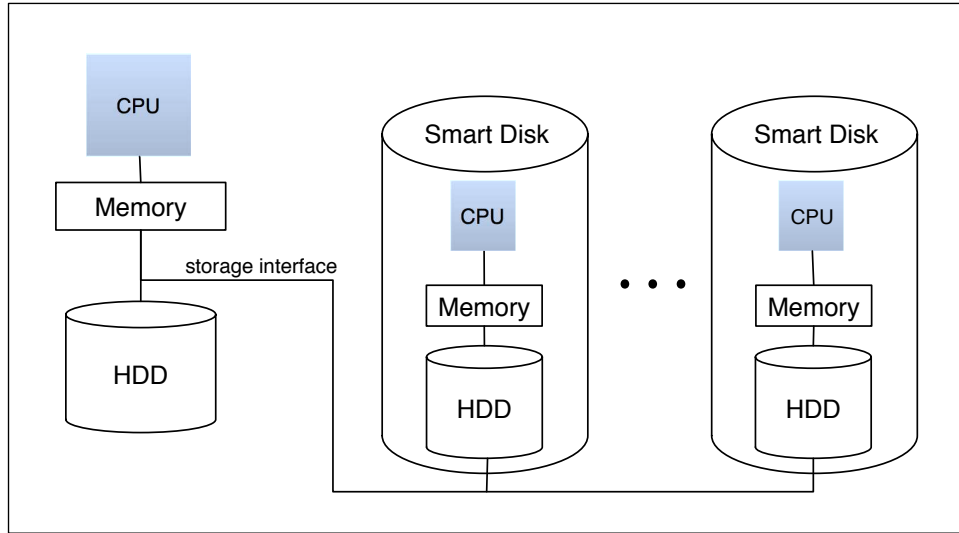 CPU
Memory
storage interface
HDD
Smart Disk
CPU
Memory
HDD
• • •
Smart Disk
CPU
Memory
HDD